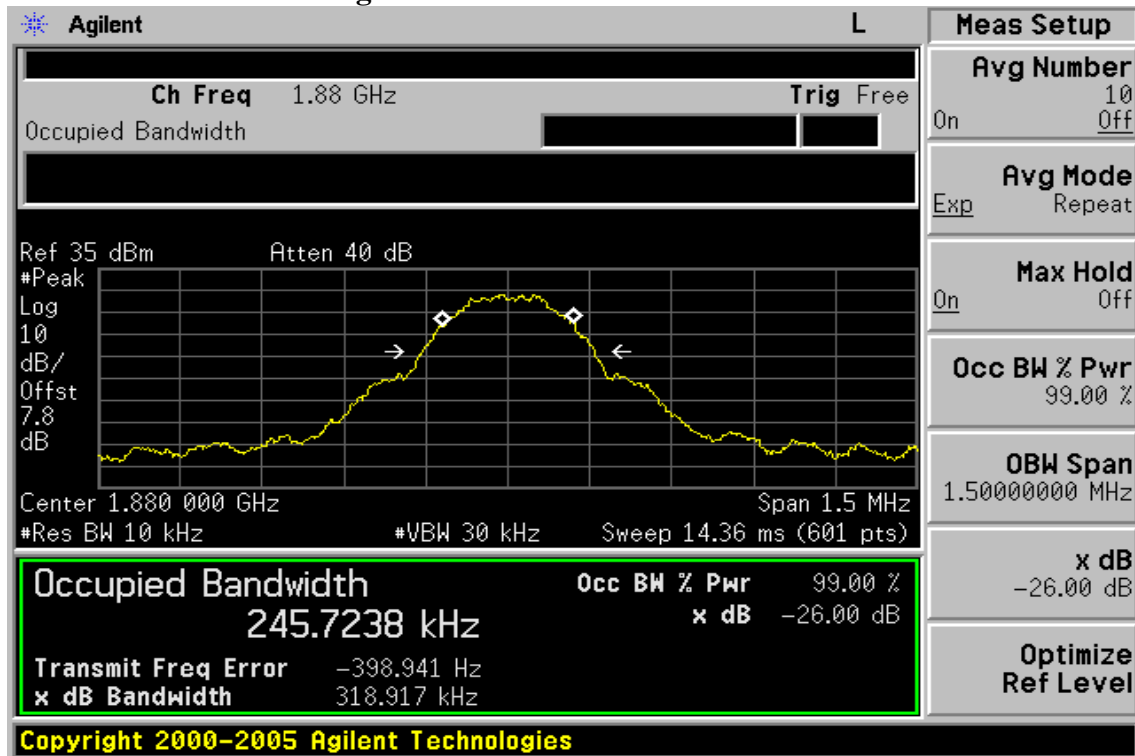 Agilent L Meas Setup
Ch Freq 1.88 GHz Trig Free
Occupied Bandwidth
Avg Number
10
On Off
Avg Mode
Exp Repeat
Max Hold
On Off
Occ BW % Pwr
99.00 %
OBW Span
1.50000000 MHz
x dB
-26.00 dB
Optimize
Ref Level
Ref 35 dBm Atten 40 dB
#Peak
Log
10
dB/
Offst
7.8
dB
Center 1.880 000 GHz Span 1.5 MHz
#Res BW 10 kHz #VBW 30 kHz Sweep 14.36 ms (601 pts)
Occupied Bandwidth Occ BW % Pwr 99.00 %
245.7238 kHz x dB -26.00 dB
Transmit Freq Error -398.941 Hz
x dB Bandwidth 318.917 kHz
Copyright 2000-2005 Agilent Technologies